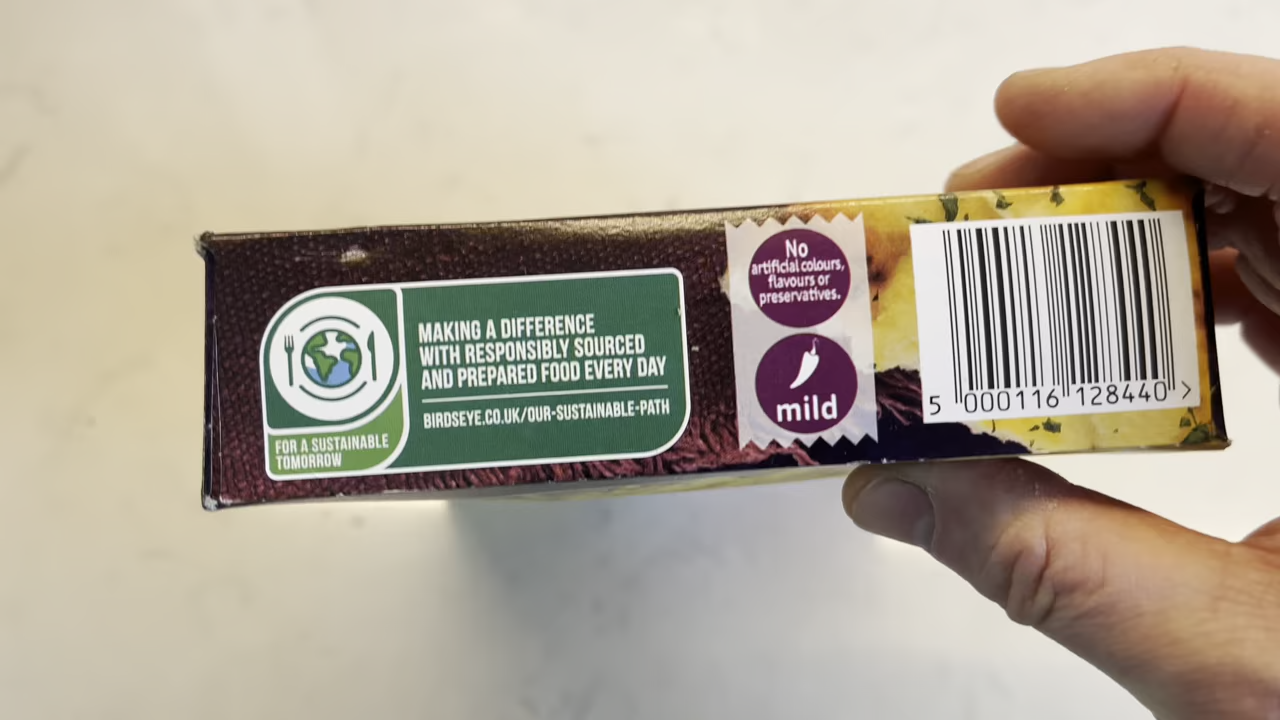 FOR A SUSTAINABLE
TOMORROW
MAKING A DIFFERENCE
WITH RESPONSIBLY SOURCED
AND PREPARED FOOD EVERY DAY
BIRDSEYE.CO.UK/OUR-SUSTAINABLE-PATH
No
artificial colours,
flavours or
preservatives.
mild
5 000116 128440 >